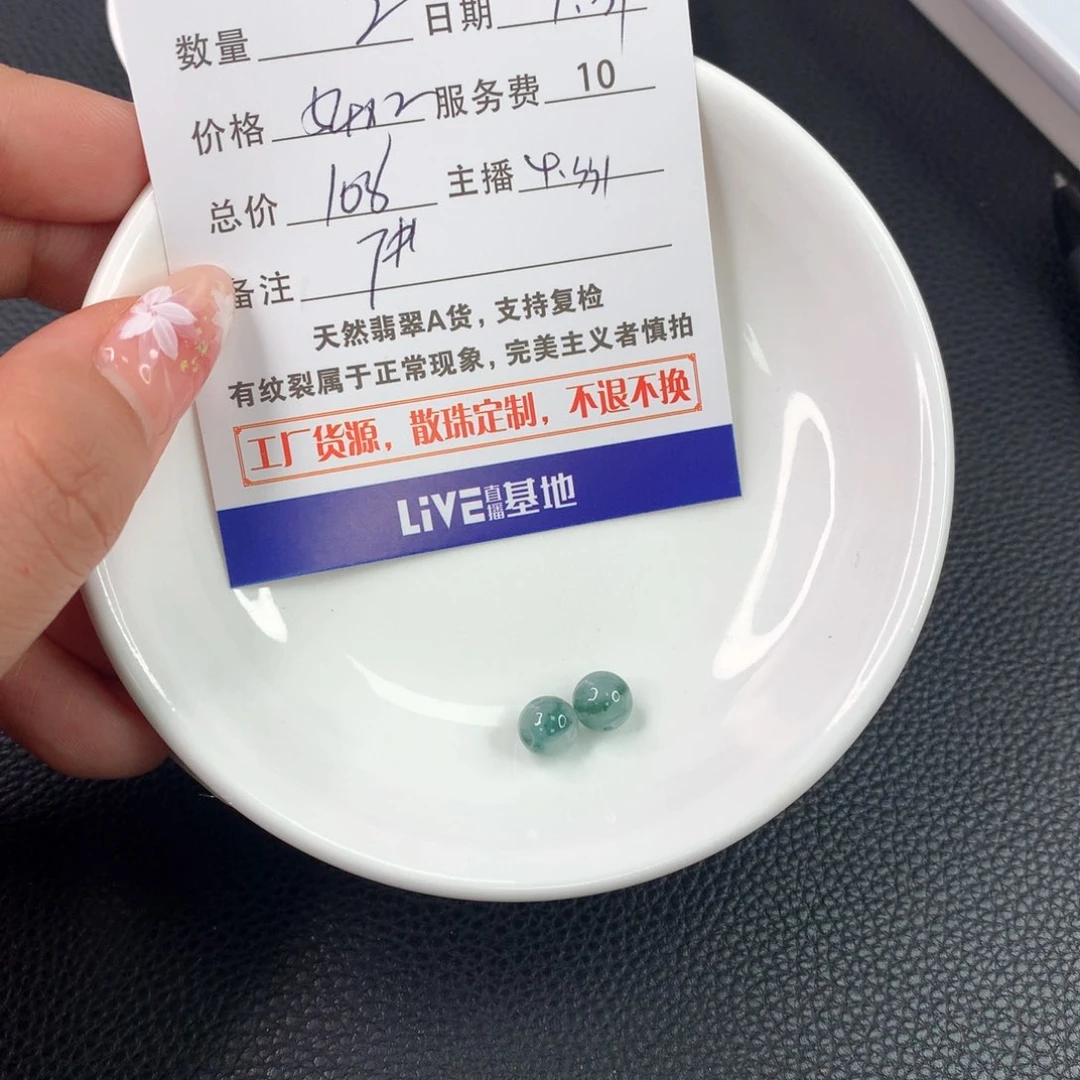 数量 2 日期
价格 服务费 10
总价 108 主播
备注 7#
天然翡翠A货，支持复检
有纹裂属于正常现象，完美主义者慎拍
工厂货源，散珠定制，不退不换
LiVE直播基地